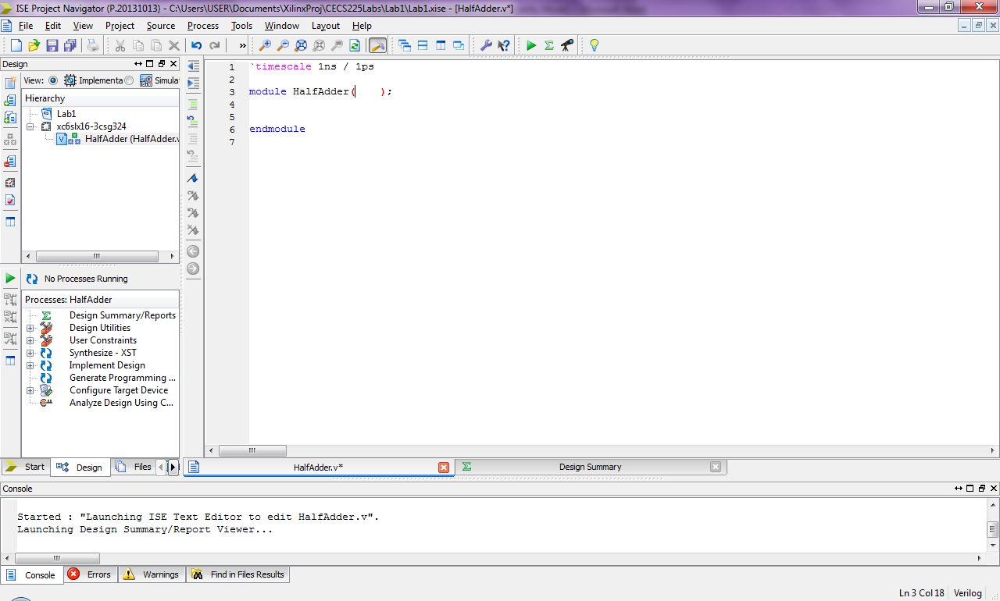 ISE Project Navigator (P.20131013) - C:\Users\USER\Documents\XilinxProj\CECS225Labs\Lab1\Lab1.xise - [HalfAdder.v*]
File Edit View Project Source Process Tools Window Layout Help
Design
View: Implementa Simula
Hierarchy
Lab1
xc6slx16-3csg324
HalfAdder (HalfAdder.v
No Processes Running
Processes: HalfAdder
Design Summary/Reports
Design Utilities
User Constraints
Synthesize - XST
Implement Design
Generate Programming ...
Configure Target Device
Analyze Design Using C...
Start Design Files
1 `timescale 1ns / 1ps
2
3 module HalfAdder( );
4
5
6 endmodule
7
HalfAdder.v* Design Summary
Console
Started : "Launching ISE Text Editor to edit HalfAdder.v".
Launching Design Summary/Report Viewer...
Console Errors Warnings Find in Files Results
Ln 3 Col 18 Verilog